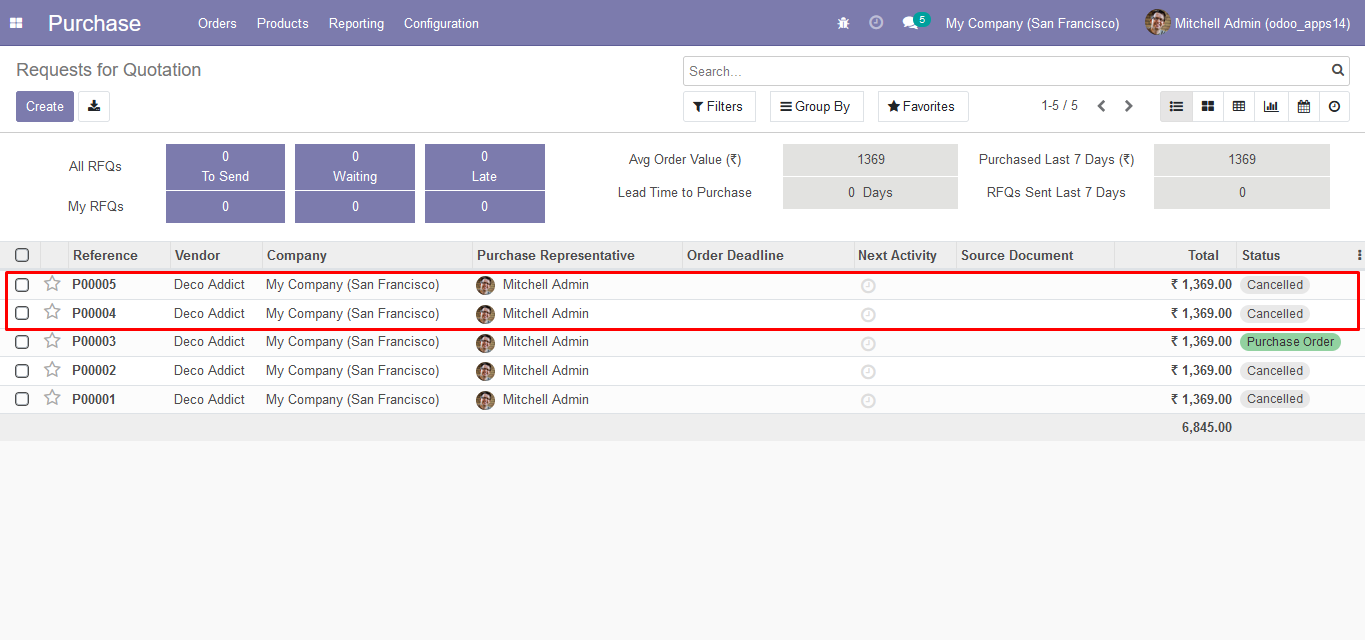 Purchase Orders Products Reporting Configuration 5 My Company (San Francisco) Mitchell Admin (odoo_apps14)
Requests for Quotation Search...
Create Filters Group By Favorites 1-5 / 5
All RFQs 0 To Send 0 Waiting 0 Late Avg Order Value (₹) 1369 Purchased Last 7 Days (₹) 1369
My RFQs 0 0 0 Lead Time to Purchase 0 Days RFQs Sent Last 7 Days 0
Reference Vendor Company Purchase Representative Order Deadline Next Activity Source Document Total Status
P00005 Deco Addict My Company (San Francisco) Mitchell Admin ₹ 1,369.00 Cancelled
P00004 Deco Addict My Company (San Francisco) Mitchell Admin ₹ 1,369.00 Cancelled
P00003 Deco Addict My Company (San Francisco) Mitchell Admin ₹ 1,369.00 Purchase Order
P00002 Deco Addict My Company (San Francisco) Mitchell Admin ₹ 1,369.00 Cancelled
P00001 Deco Addict My Company (San Francisco) Mitchell Admin ₹ 1,369.00 Cancelled
6,845.00